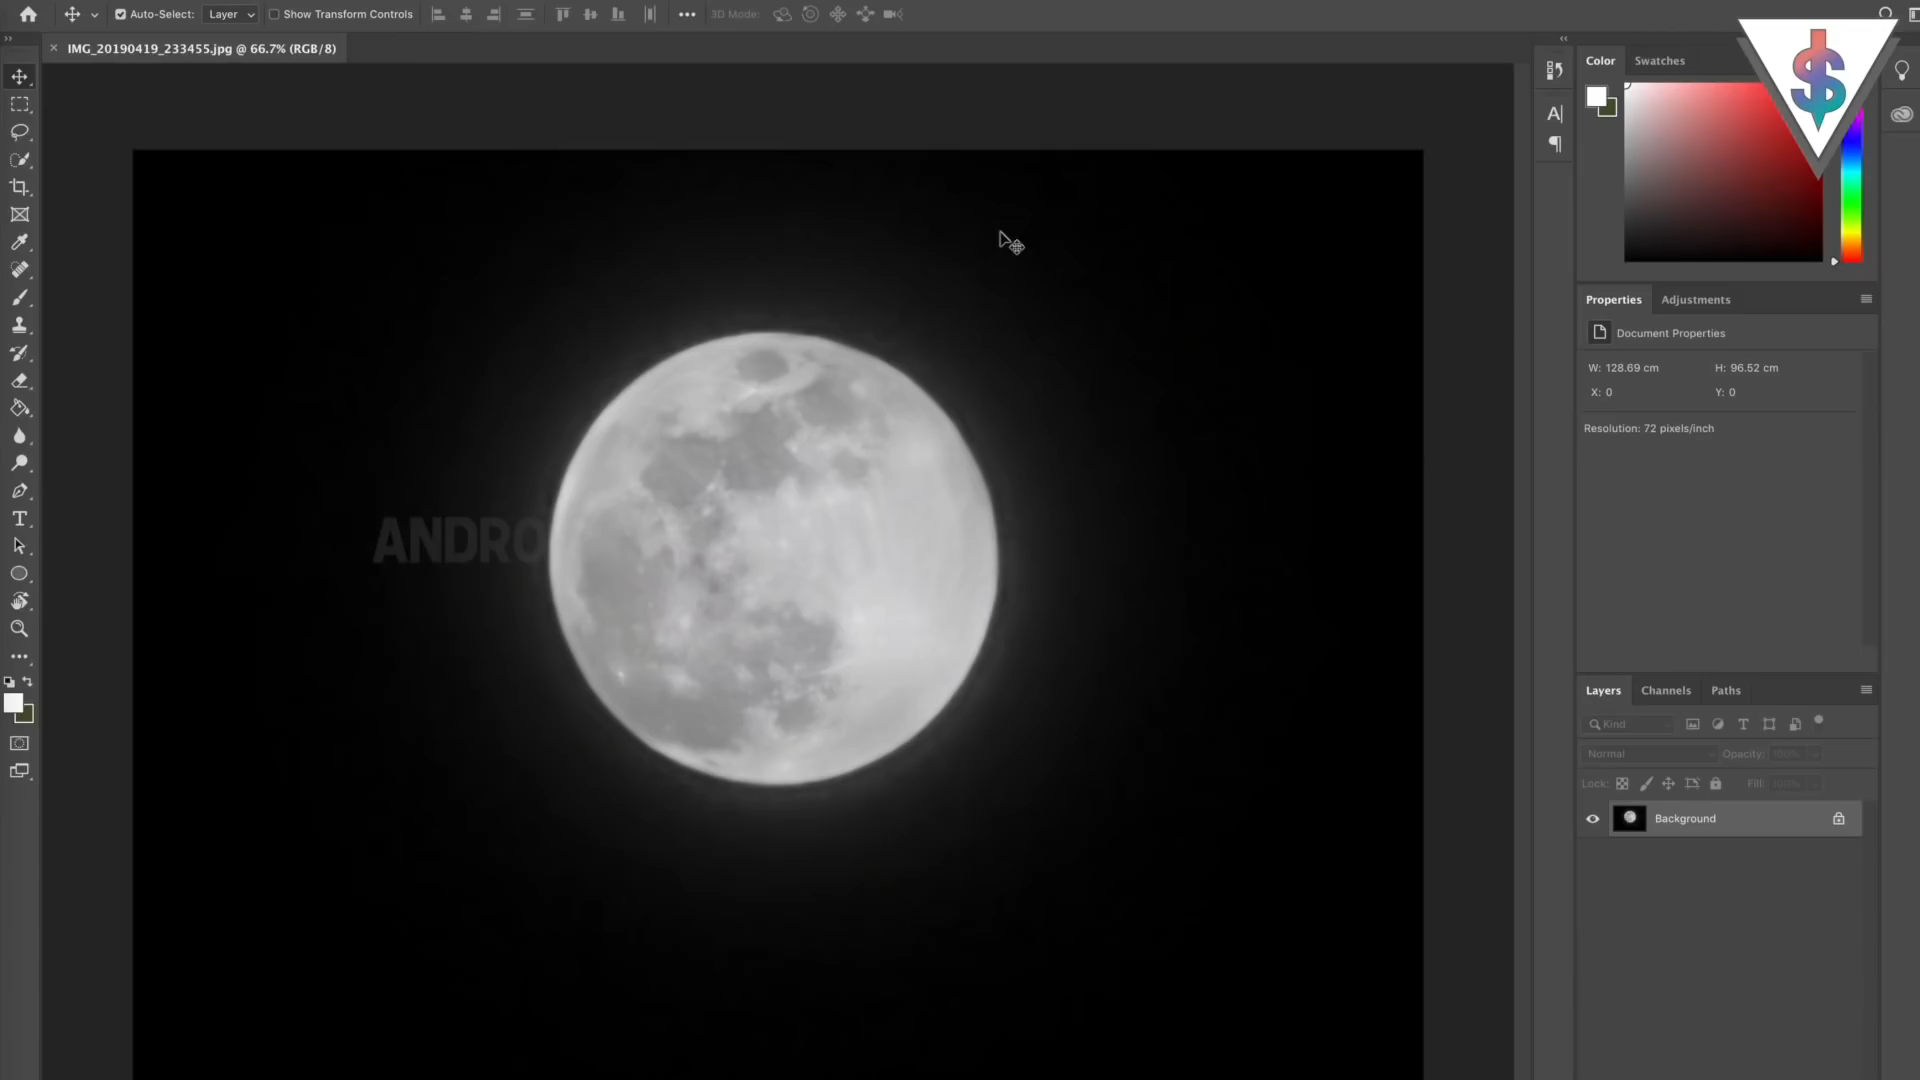 Auto-Select: Layer Show Transform Controls 3D Mode:
IMG_20190419_233455.jpg @ 66.7% (RGB/8)
Color Swatches
$
A|
Properties Adjustments
Document Properties
W: 128.69 cm H: 96.52 cm
X: 0 Y: 0
Resolution: 72 pixels/inch
ANDRO
T
Layers Channels Paths
Kind
Normal Opacity: 100%
Lock: Fill: 100%
Background